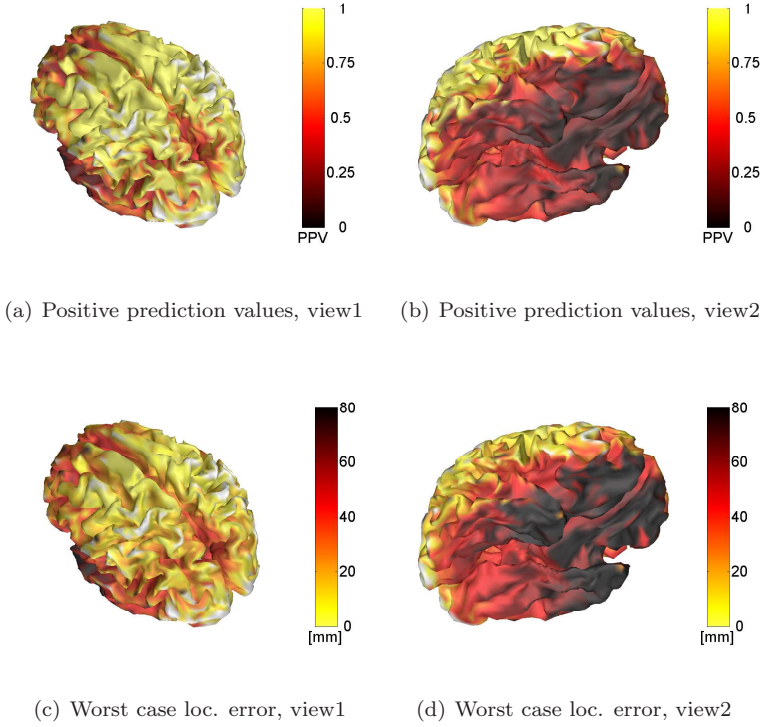 1
0.75
0.5
0.25
0
PPV
1
0.75
0.5
0.25
0
PPV
(a) Positive prediction values, view1
(b) Positive prediction values, view2
80
60
40
20
0
[mm]
80
60
40
20
0
[mm]
(c) Worst case loc. error, view1
(d) Worst case loc. error, view2